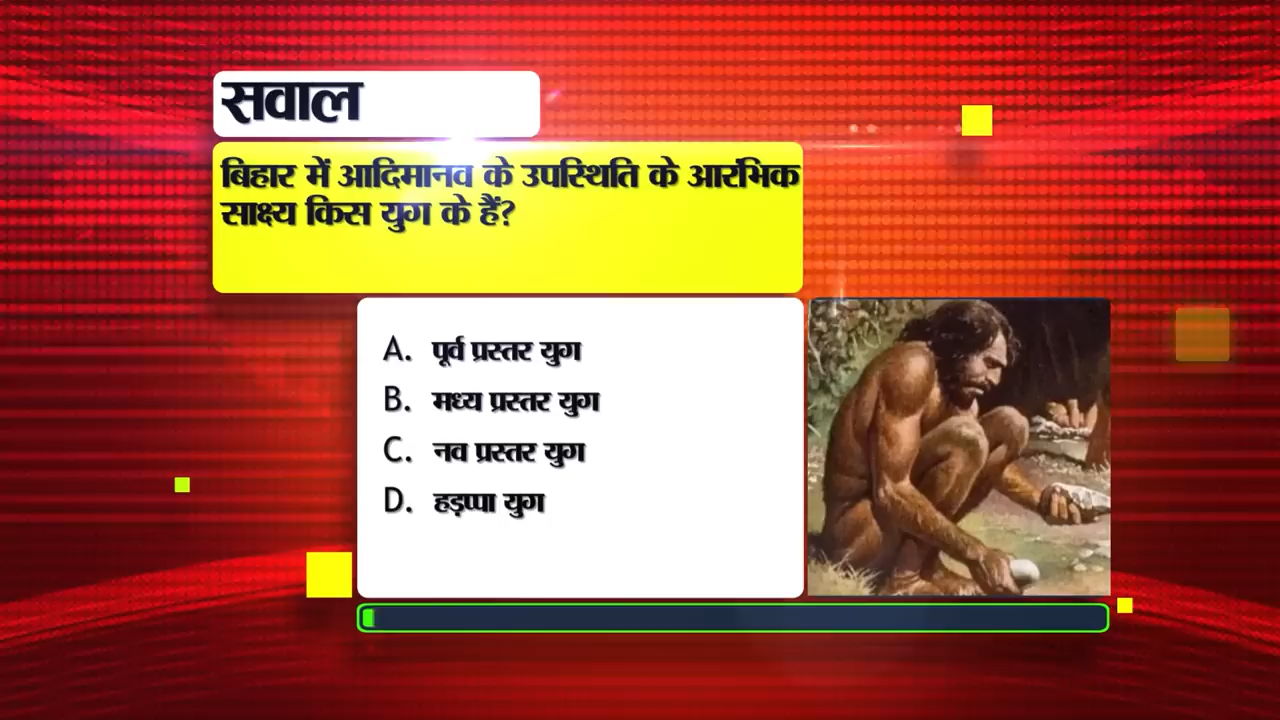 सवाल
बिहार में आदिमानव के उपस्थिति के आरंभिक
साक्ष्य किस युग के हैं?
A. पूर्व प्रस्तर युग
B. मध्य प्रस्तर युग
C. नव प्रस्तर युग
D. हड़प्पा युग